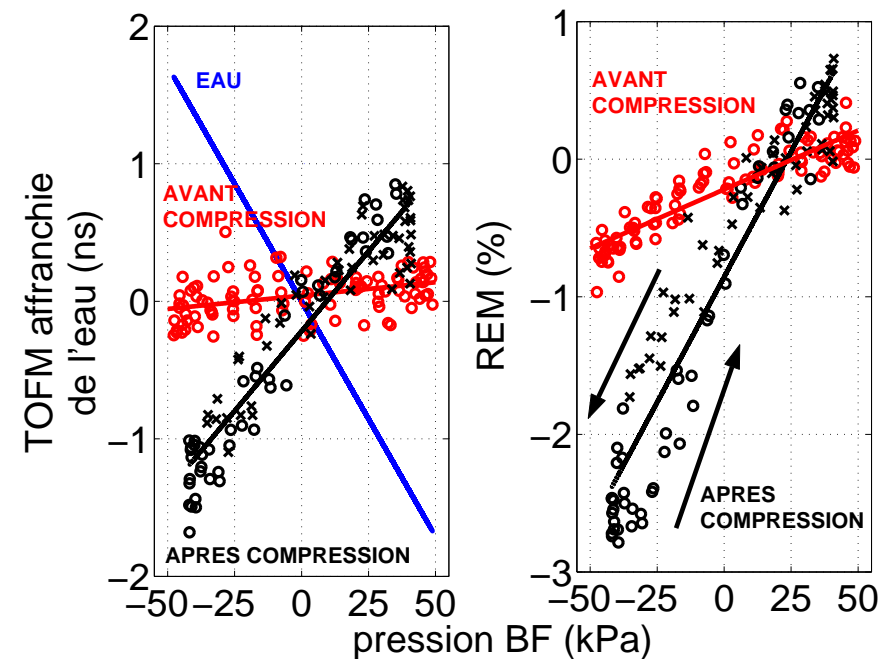 TOFM affranchie
de l'eau (ns)
2
1
0
−1
−2
−50
−25
0
25
50
EAU
AVANT
COMPRESSION
APRES COMPRESSION
REM (%)
1
0
−1
−2
−3
−50
−25
0
25
50
AVANT
COMPRESSION
APRES
COMPRESSION
pression BF (kPa)